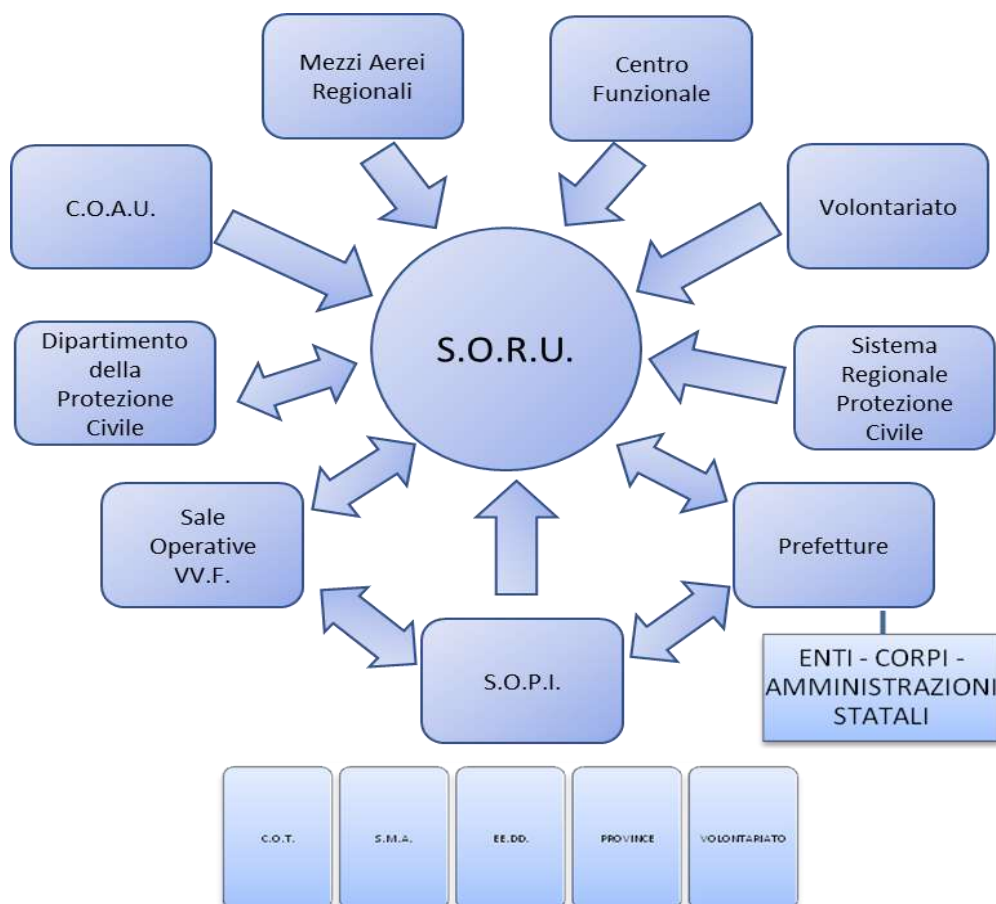 Mezzi Aerei
Regionali
Centro
Funzionale
C.O.A.U.
Volontariato
S.O.R.U.
Dipartimento
della
Protezione
Civile
Sistema
Regionale
Protezione
Civile
Sale
Operative
VV.F.
Prefetture
S.O.P.I.
ENTI - CORPI -
AMMINISTRAZIONI
STATALI
C.O.T.
S.M.A.
EE.DD.
PROVINCE
VOLONTARIATO